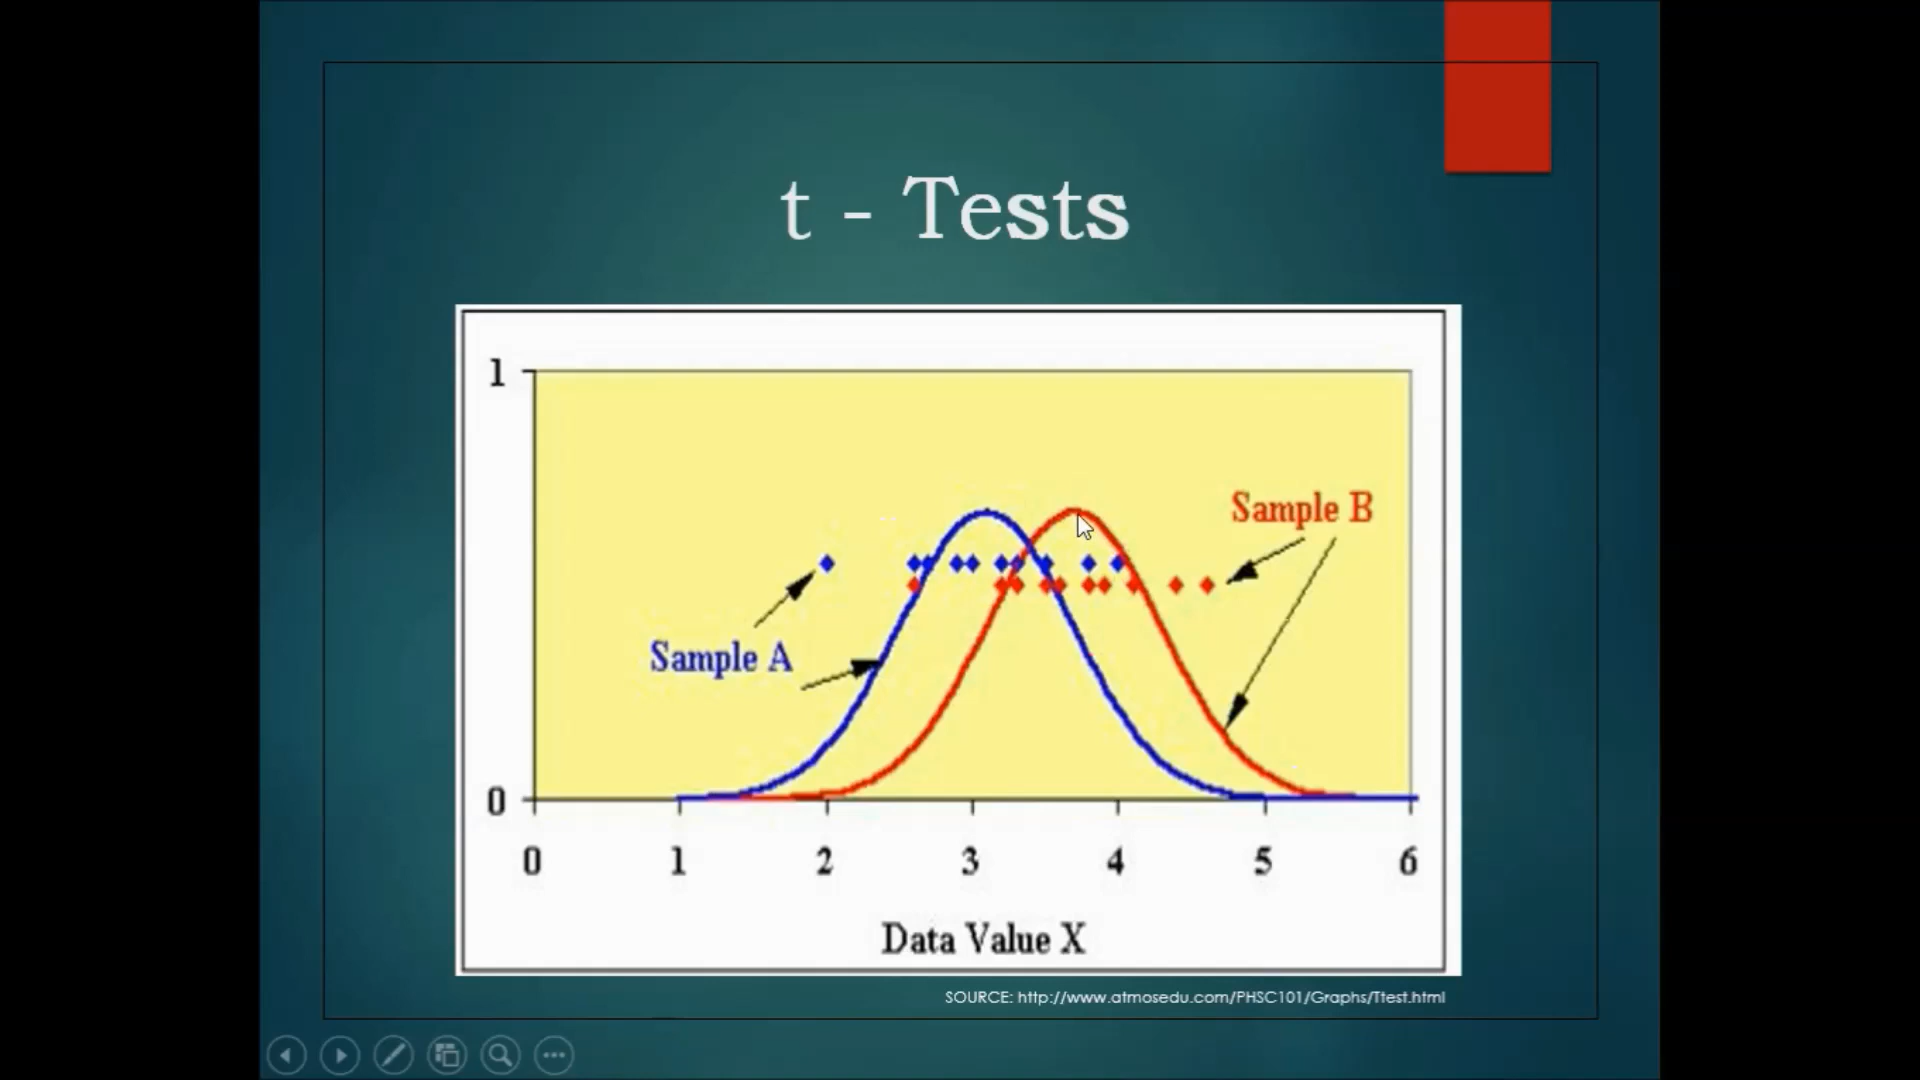 t - Tests
1
Sample B
Sample A
0
0 1 2 3 4 5 6
Data Value X
SOURCE: http://www.atmosedu.com/PHSC101/Graphs/Ttest.html